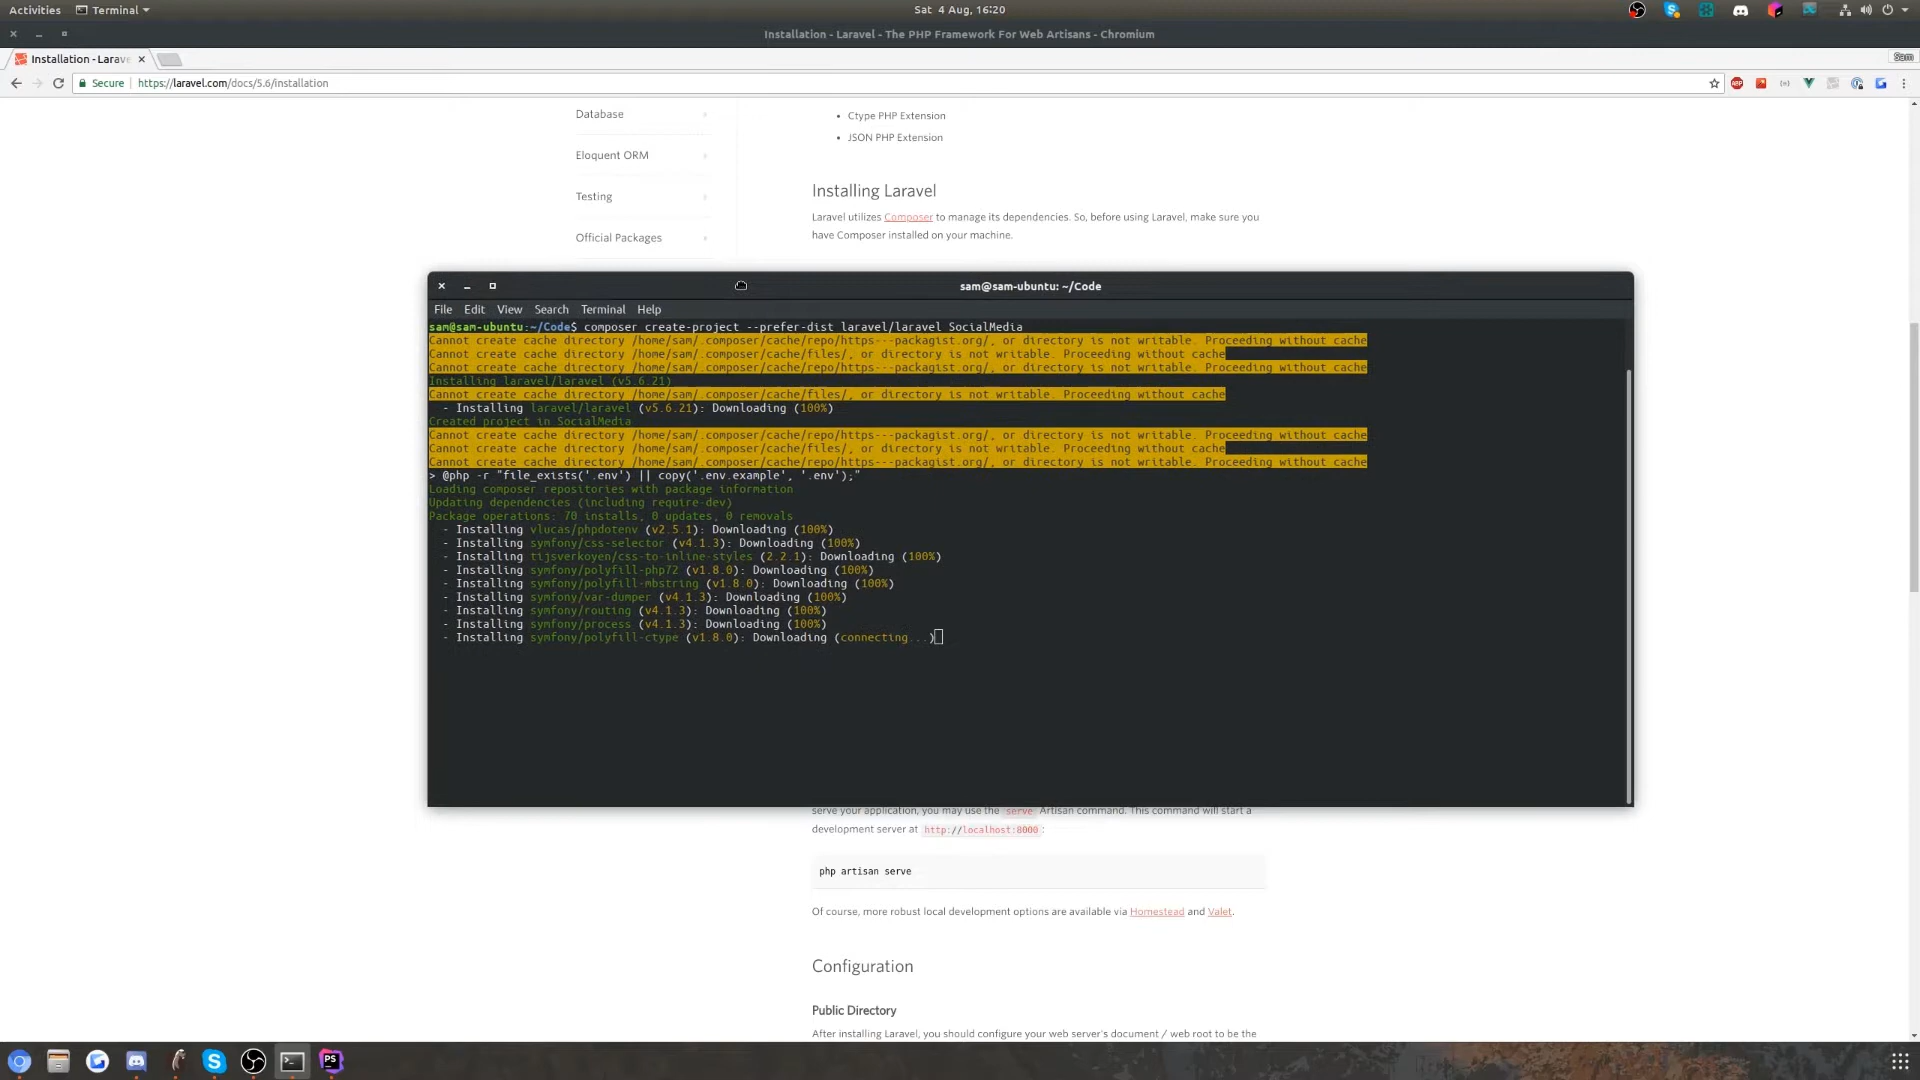 Activities
Terminal
Sat 4 Aug, 16:20
Installation - Laravel - The PHP Framework For Web Artisans - Chromium
Installation - Larave
Sam
Secure
https://laravel.com/docs/5.6/installation
ABP
Database
Ctype PHP Extension
JSON PHP Extension
Eloquent ORM
Testing
Official Packages
Installing Laravel
Laravel utilizes Composer to manage its dependencies. So, before using Laravel, make sure you
have Composer installed on your machine.
sam@sam-ubuntu: ~/Code
File Edit View Search Terminal Help
sam@sam-ubuntu:~/Code$ composer create-project --prefer-dist laravel/laravel SocialMedia
Cannot create cache directory /home/sam/.composer/cache/repo/https---packagist.org/, or directory is not writable. Proceeding without cache
Cannot create cache directory /home/sam/.composer/cache/files/, or directory is not writable. Proceeding without cache
Cannot create cache directory /home/sam/.composer/cache/repo/https---packagist.org/, or directory is not writable. Proceeding without cache
Installing laravel/laravel (v5.6.21)
Cannot create cache directory /home/sam/.composer/cache/files/, or directory is not writable. Proceeding without cache
- Installing laravel/laravel (v5.6.21): Downloading (100%)
Created project in SocialMedia
Cannot create cache directory /home/sam/.composer/cache/repo/https---packagist.org/, or directory is not writable. Proceeding without cache
Cannot create cache directory /home/sam/.composer/cache/files/, or directory is not writable. Proceeding without cache
Cannot create cache directory /home/sam/.composer/cache/repo/https---packagist.org/, or directory is not writable. Proceeding without cache
> @php -r "file_exists('.env') || copy('.env.example', '.env');"
Loading composer repositories with package information
Updating dependencies (including require-dev)
Package operations: 70 installs, 0 updates, 0 removals
- Installing vlucas/phpdotenv (v2.5.1): Downloading (100%)
- Installing symfony/css-selector (v4.1.3): Downloading (100%)
- Installing tijsverkoyen/css-to-inline-styles (2.2.1): Downloading (100%)
- Installing symfony/polyfill-php72 (v1.8.0): Downloading (100%)
- Installing symfony/polyfill-mbstring (v1.8.0): Downloading (100%)
- Installing symfony/var-dumper (v4.1.3): Downloading (100%)
- Installing symfony/routing (v4.1.3): Downloading (100%)
- Installing symfony/process (v4.1.3): Downloading (100%)
- Installing symfony/polyfill-ctype (v1.8.0): Downloading (connecting...)
serve your application, you may use the serve Artisan command. This command will start a
development server at http://localhost:8000:
php artisan serve
Of course, more robust local development options are available via Homestead and Valet.
Configuration
Public Directory
After installing Laravel, you should configure your web server's document / web root to be the
PS